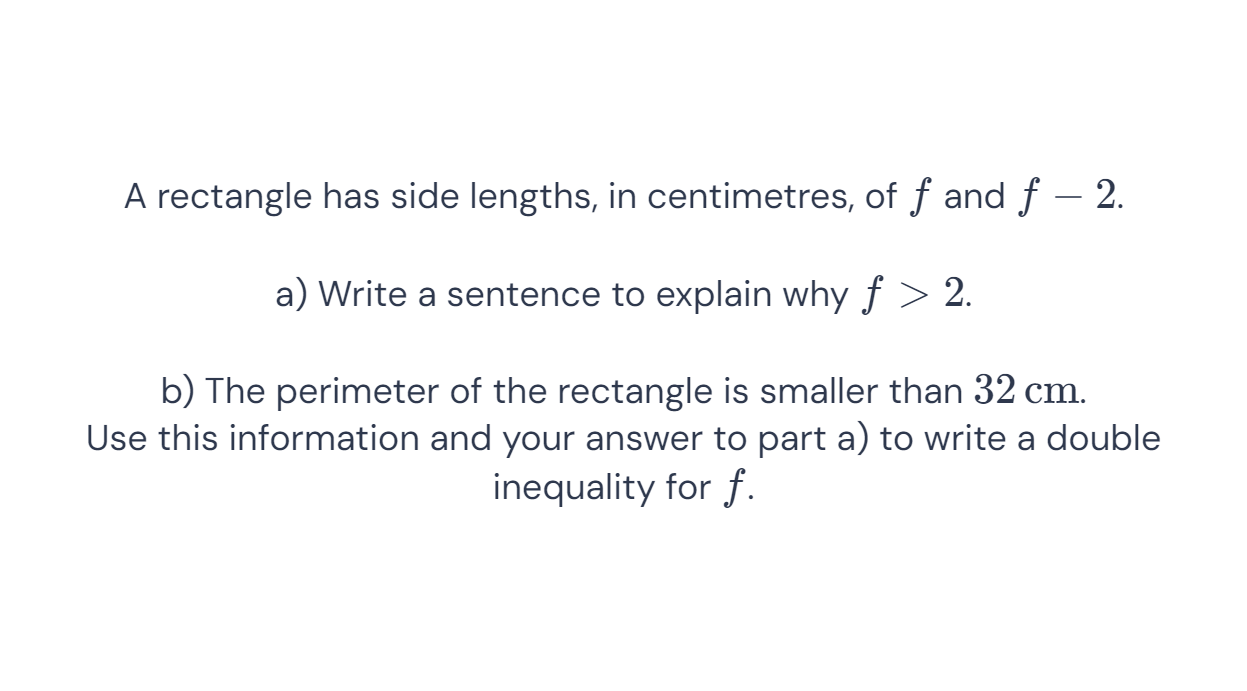 A rectangle has side lengths, in centimetres, of f and f − 2.
a) Write a sentence to explain why f > 2.
b) The perimeter of the rectangle is smaller than 32 cm.
Use this information and your answer to part a) to write a double
inequality for f.